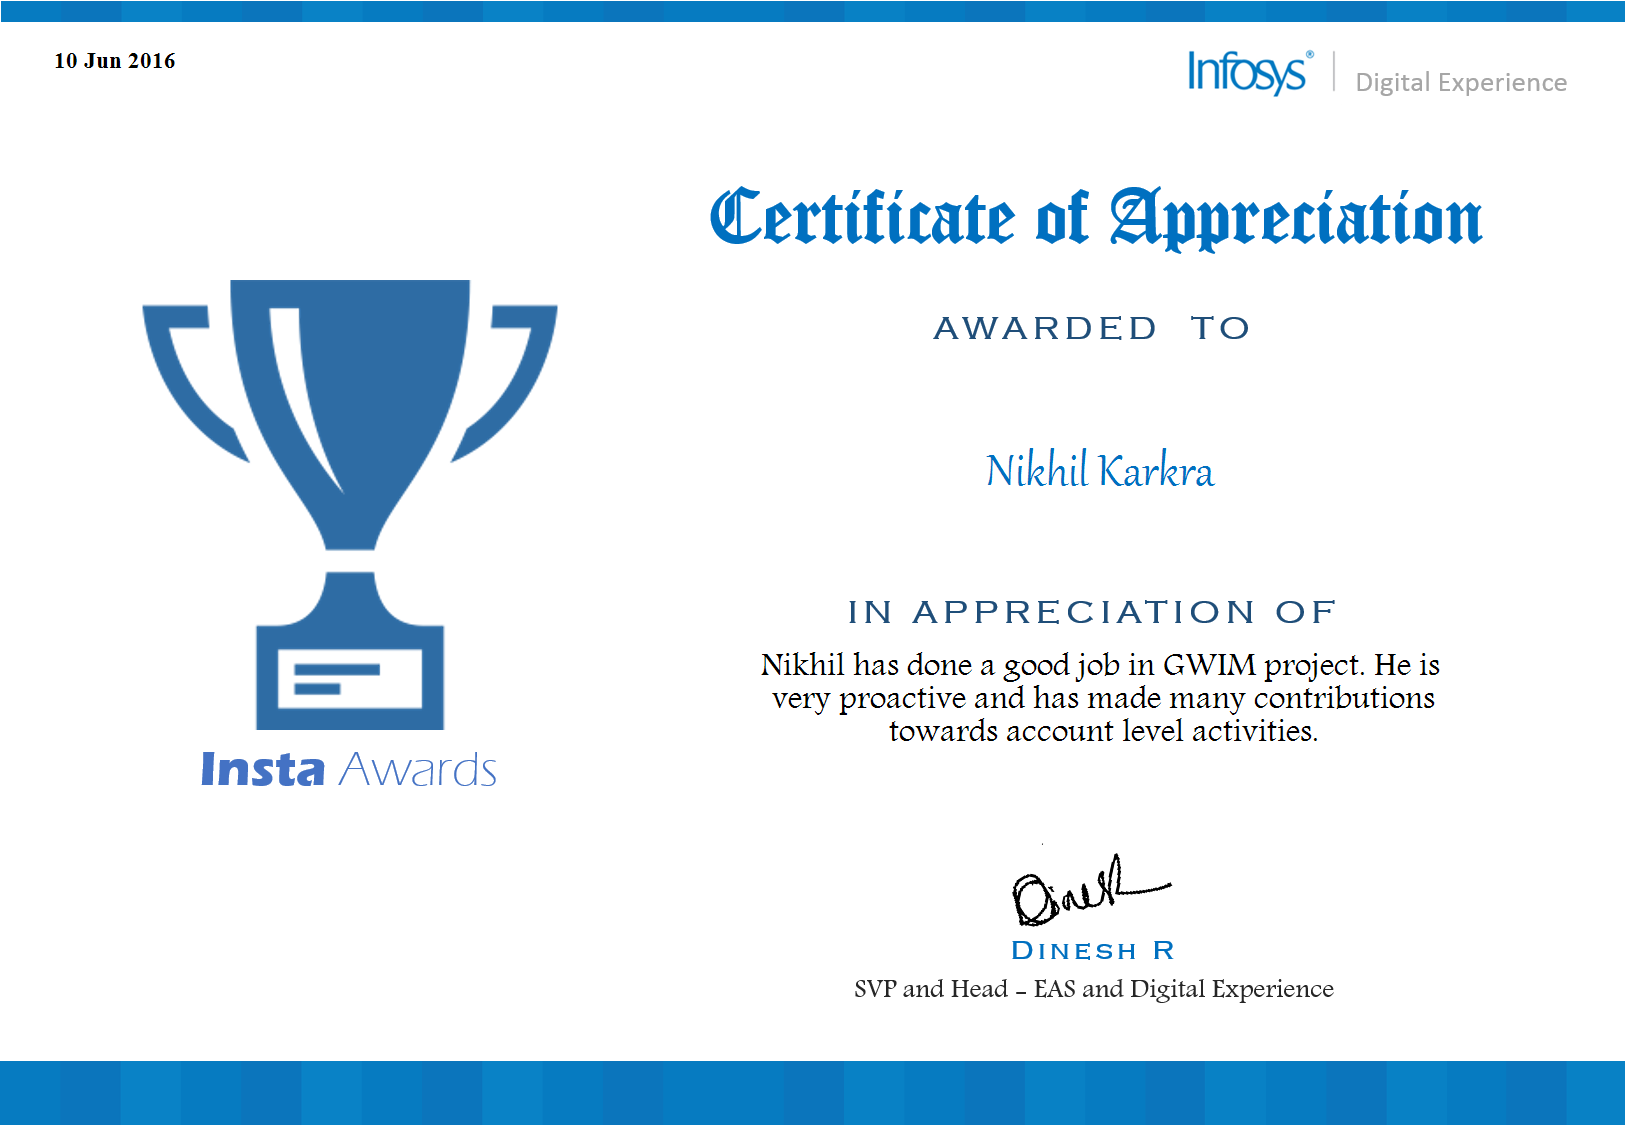 10 Jun 2016
Infosys® | Digital Experience
Certificate of Appreciation
AWARDED TO
Nikhil Karkra
IN APPRECIATION OF
Nikhil has done a good job in GWIM project. He is
very proactive and has made many contributions
towards account level activities.
Insta Awards
Dinesh
DINESH R
SVP and Head – EAS and Digital Experience